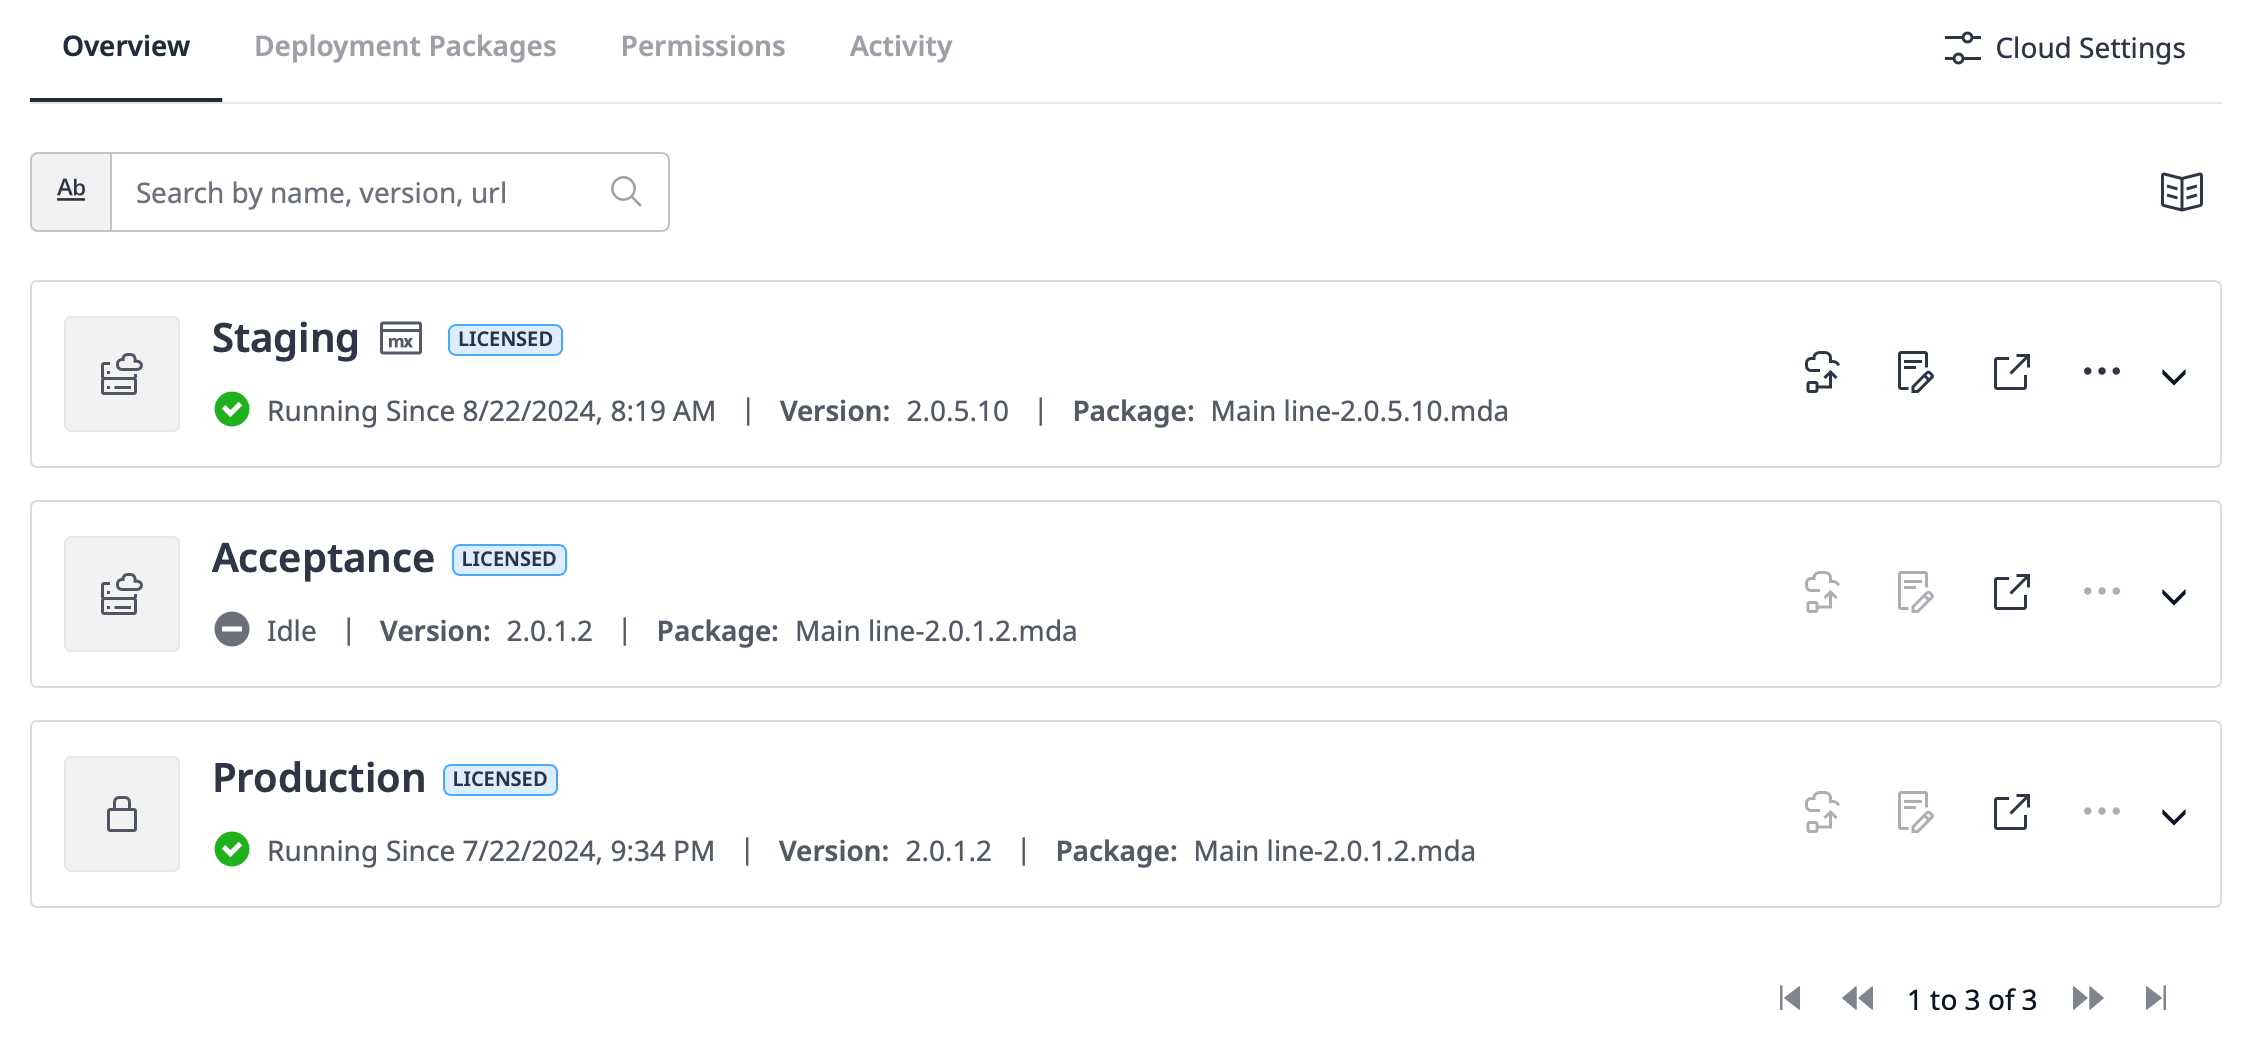 Overview Deployment Packages Permissions Activity Cloud Settings
Ab Search by name, version, url
Staging mx LICENSED
Running Since 8/22/2024, 8:19 AM | Version: 2.0.5.10 | Package: Main line-2.0.5.10.mda
Acceptance LICENSED
Idle | Version: 2.0.1.2 | Package: Main line-2.0.1.2.mda
Production LICENSED
Running Since 7/22/2024, 9:34 PM | Version: 2.0.1.2 | Package: Main line-2.0.1.2.mda
1 to 3 of 3